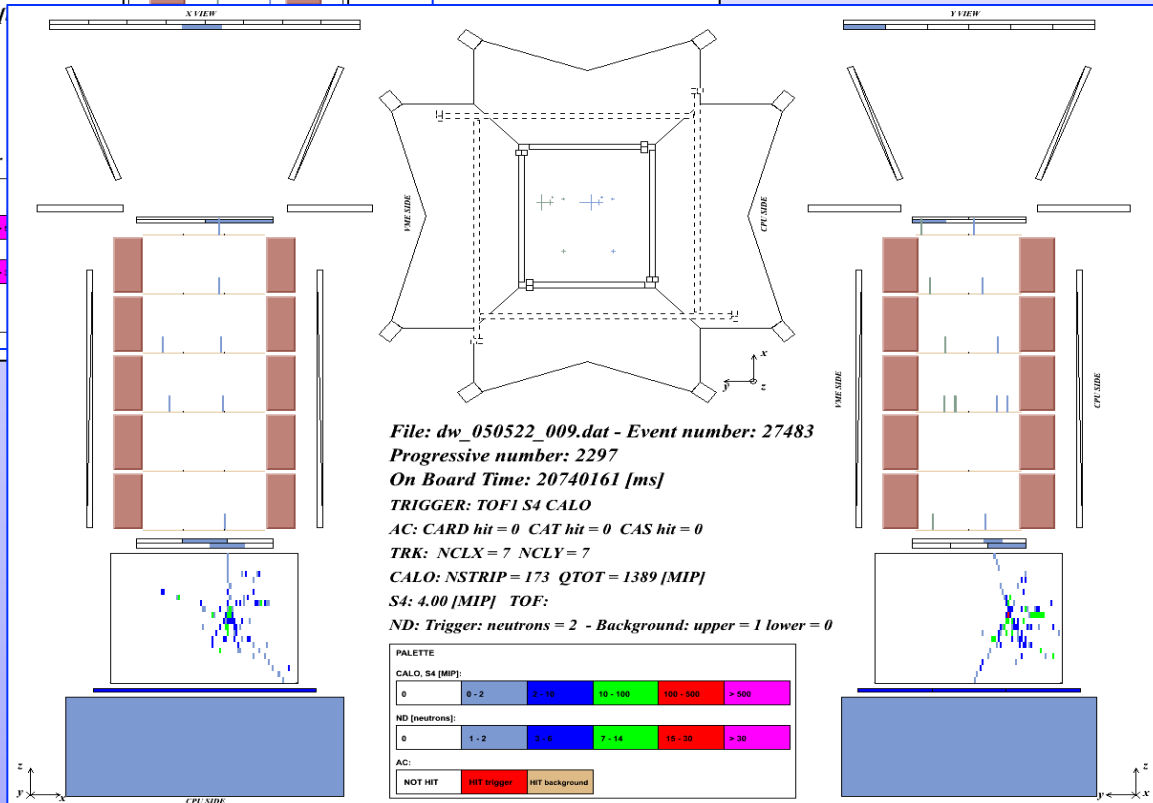 X VIEW
Y VIEW
VME SIDE
CPU SIDE
x
y
z
VME SIDE
CPU SIDE
File: dw_050522_009.dat - Event number: 27483
Progressive number: 2297
On Board Time: 20740161 [ms]
TRIGGER: TOF1 S4 CALO
AC: CARD hit = 0 CAT hit = 0 CAS hit = 0
TRK: NCLX = 7 NCLY = 7
CALO: NSTRIP = 173 QTOT = 1389 [MIP]
S4: 4.00 [MIP] TOF:
ND: Trigger: neutrons = 2 - Background: upper = 1 lower = 0
PALETTE
CALO, S4 [MIP]:
0 0 - 2 2 - 10 10 - 100 100 - 500 > 500
ND [neutrons]:
0 1 - 2 3 - 6 7 - 14 15 - 30 > 30
AC:
NOT HIT HIT trigger HIT background
z
y x
CPU SIDE
z
y x